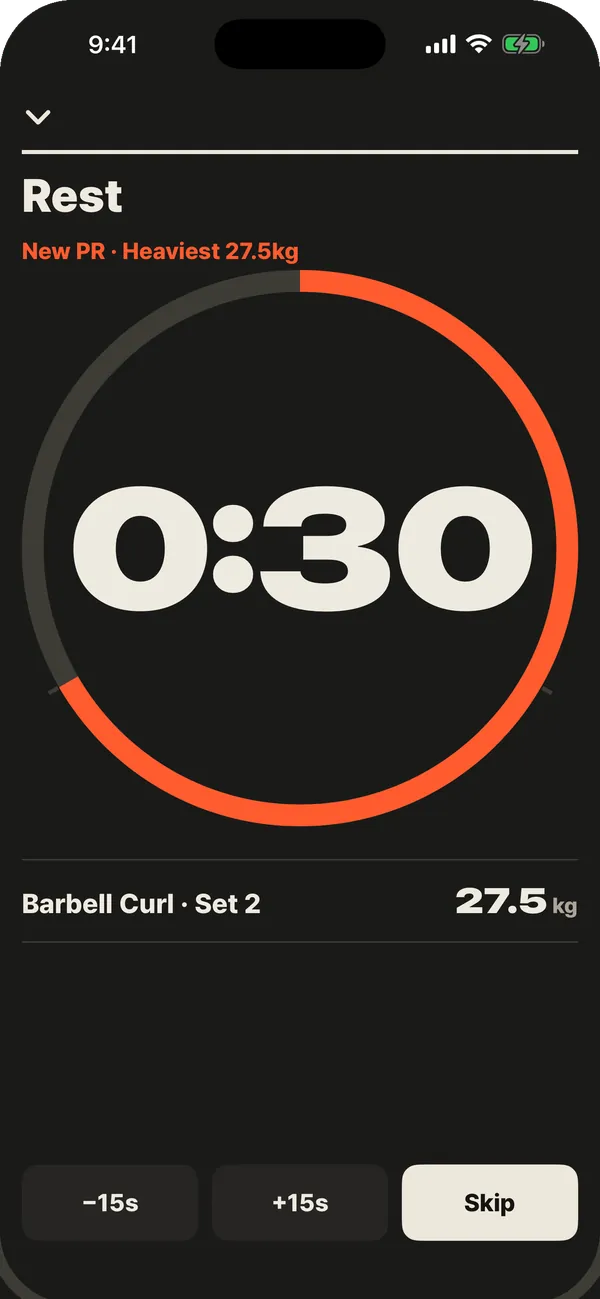 9:41
Rest
New PR · Heaviest 27.5kg
0:30
Barbell Curl · Set 2 27.5 kg
−15s +15s Skip